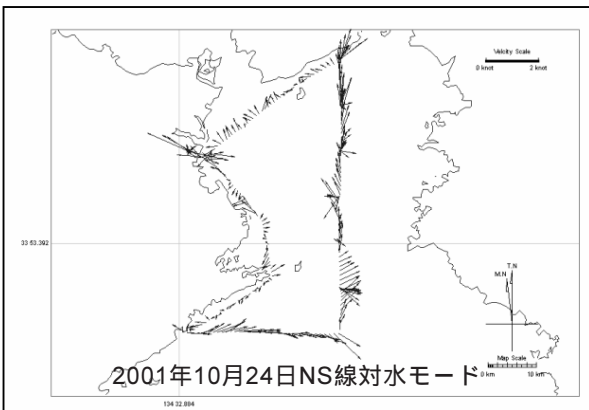 Velocity Scale
0 knot 2 knot
33 53.392
T.N
M.N
Map Scale
0 km 18 km
2001年10月24日NS線対水モード
134 32.884